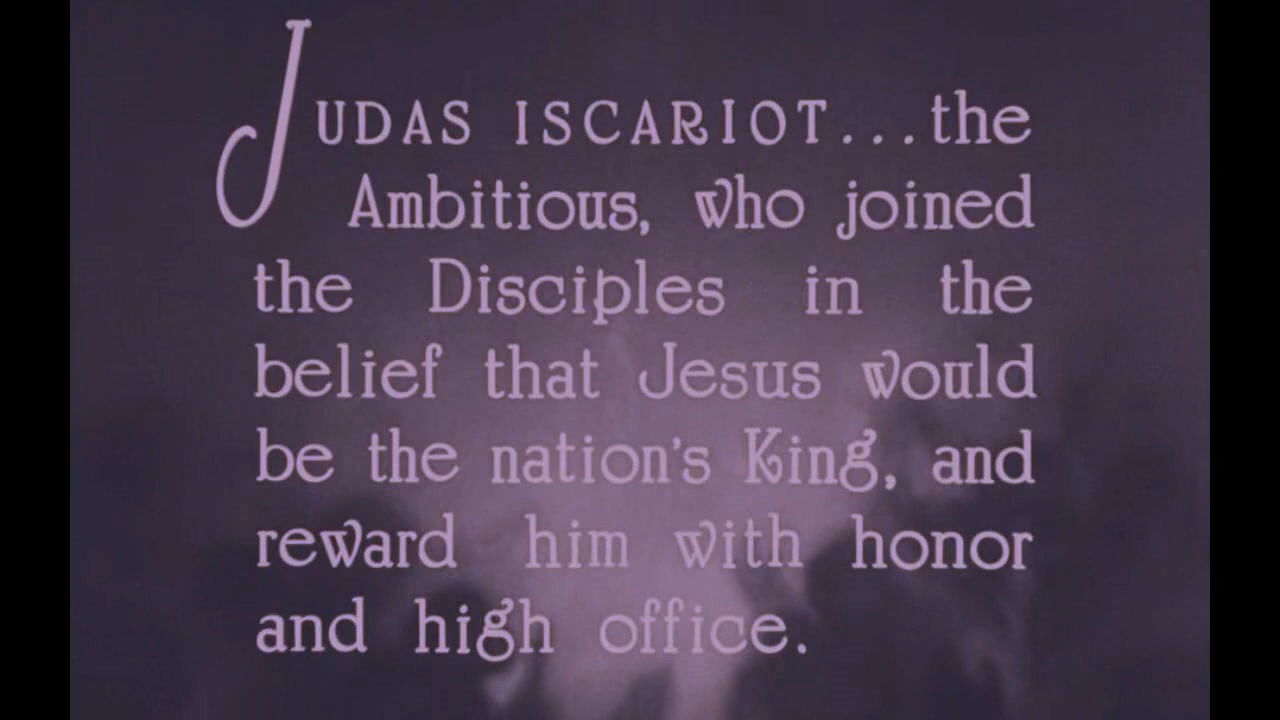 JUDAS ISCARIOT...the
Ambitious, who joined
the Disciples in the
belief that Jesus would
be the nation's King, and
reward him with honor
and high office.